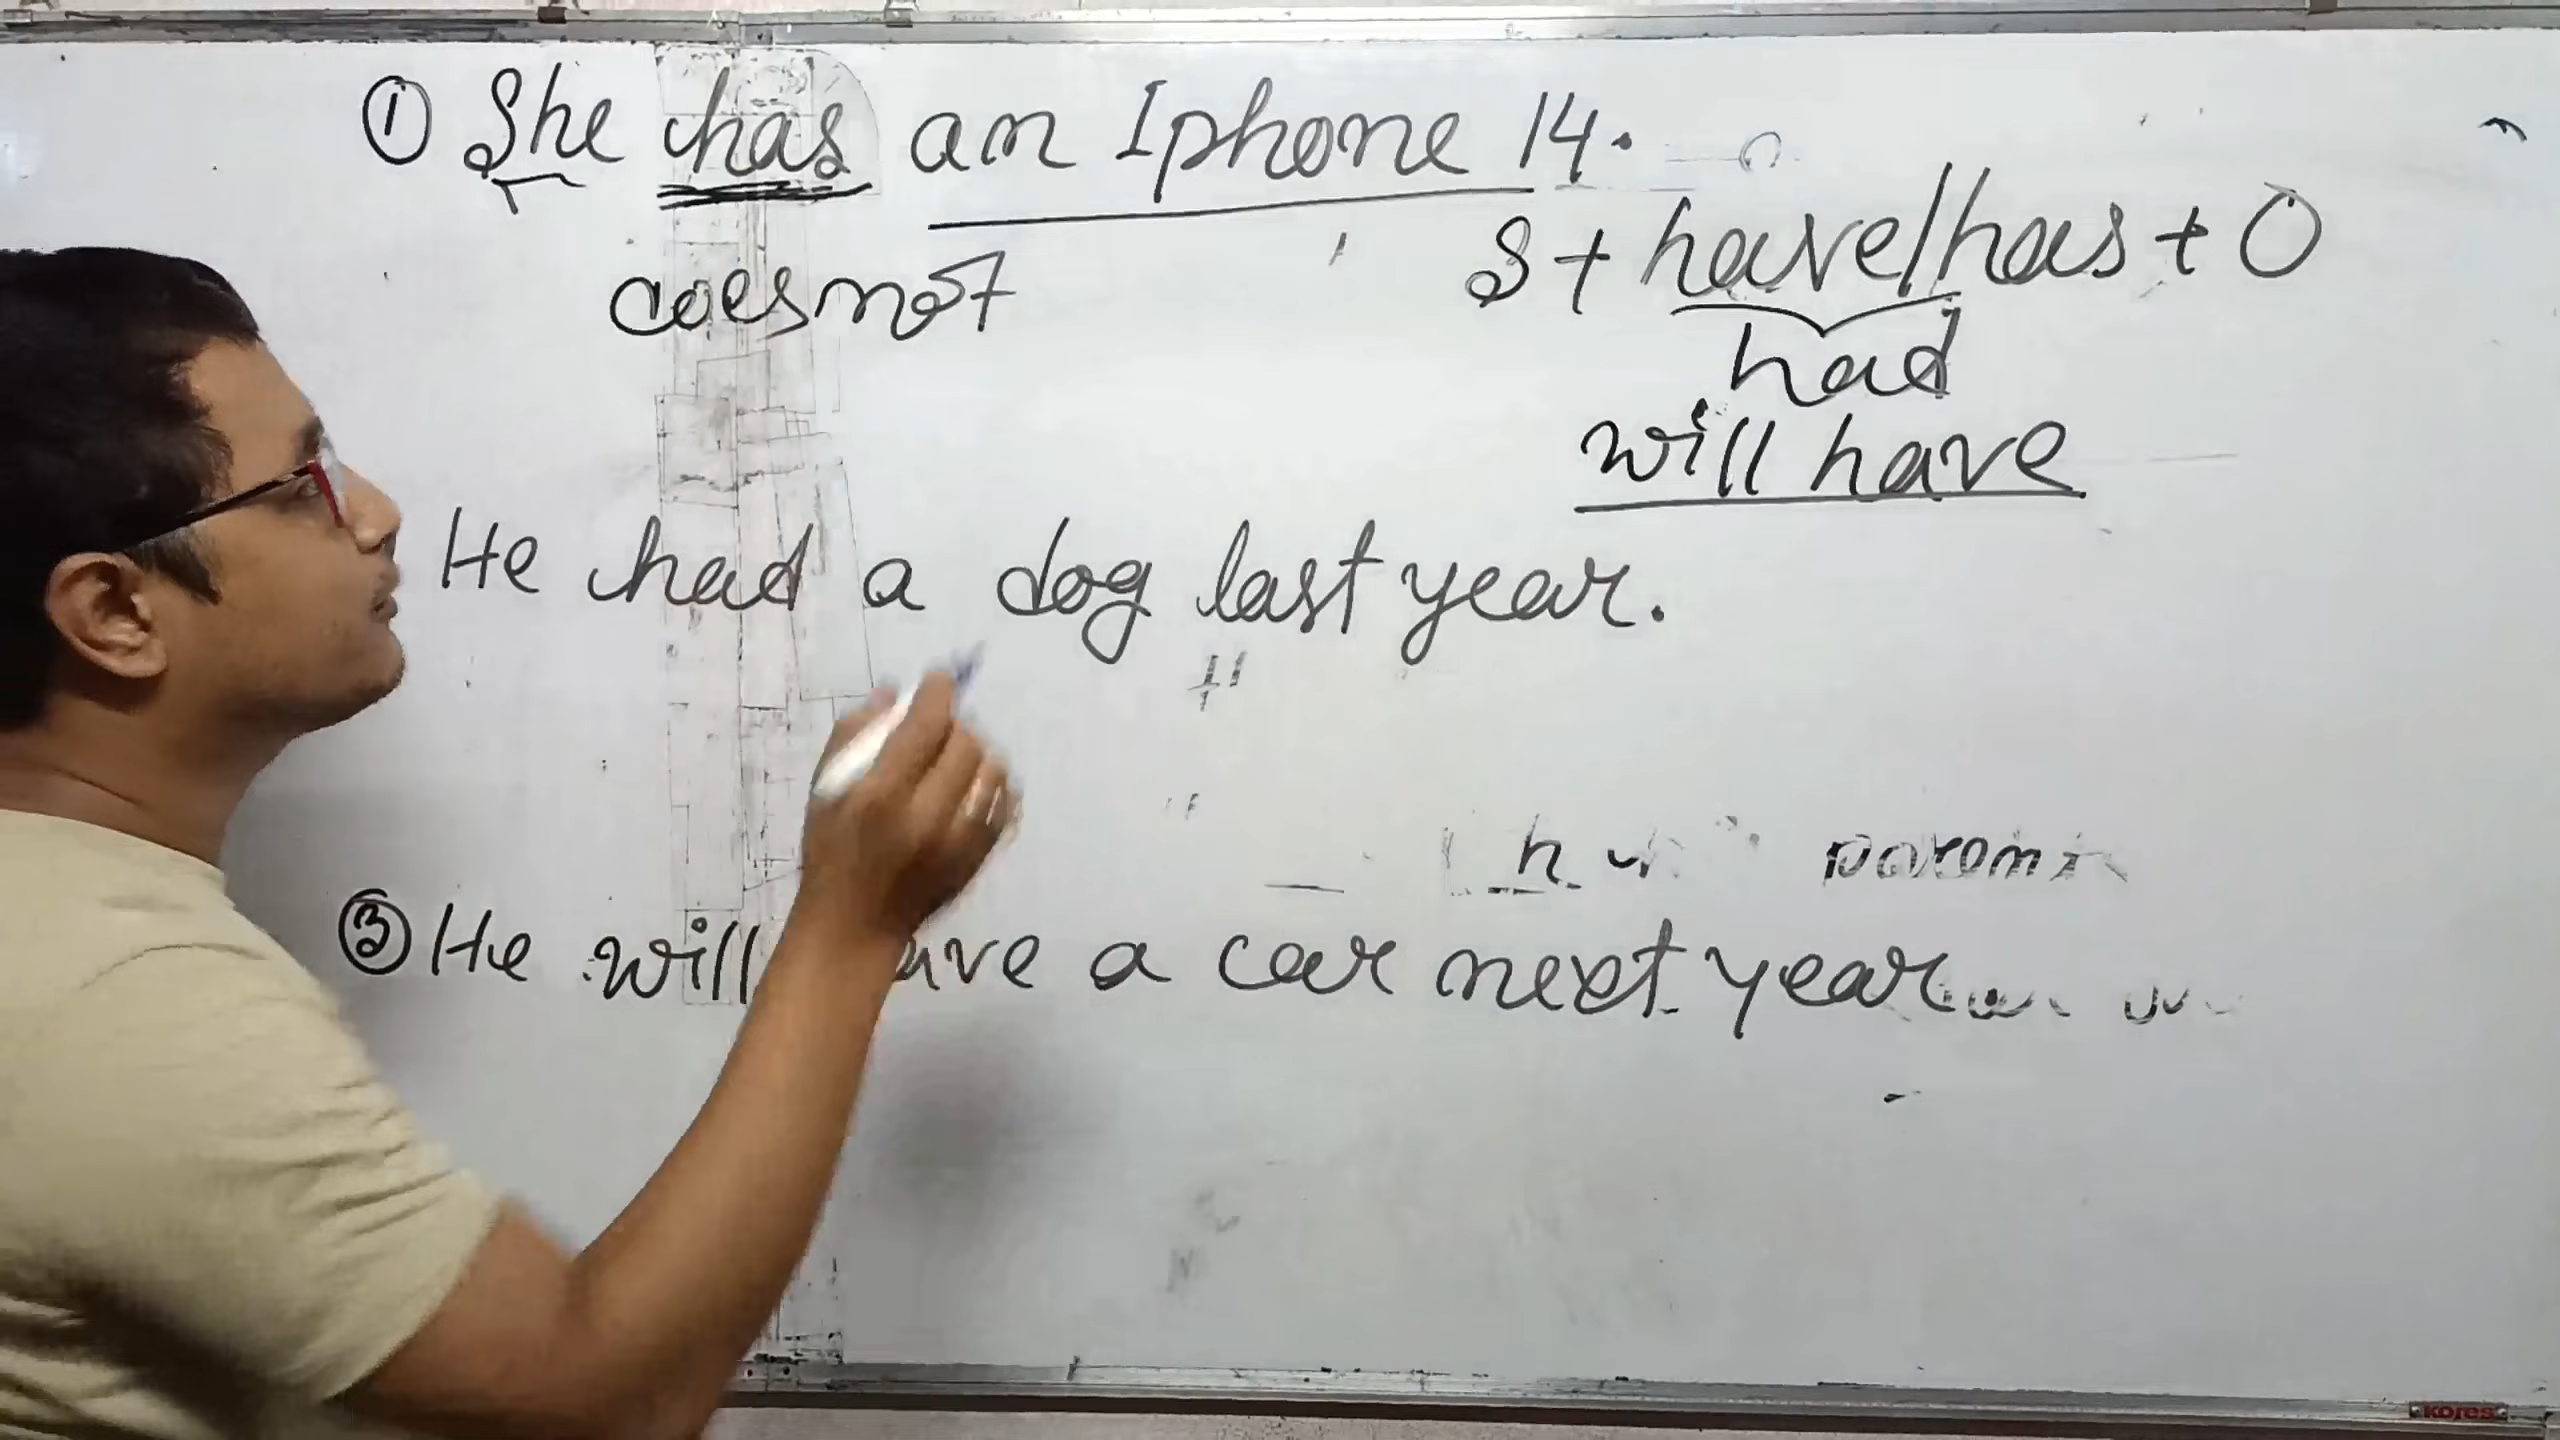 ① She has an Iphone 14.
S + have/has + O
does not
had
will have
He had a dog last year.
③ He will have a car next year
kores